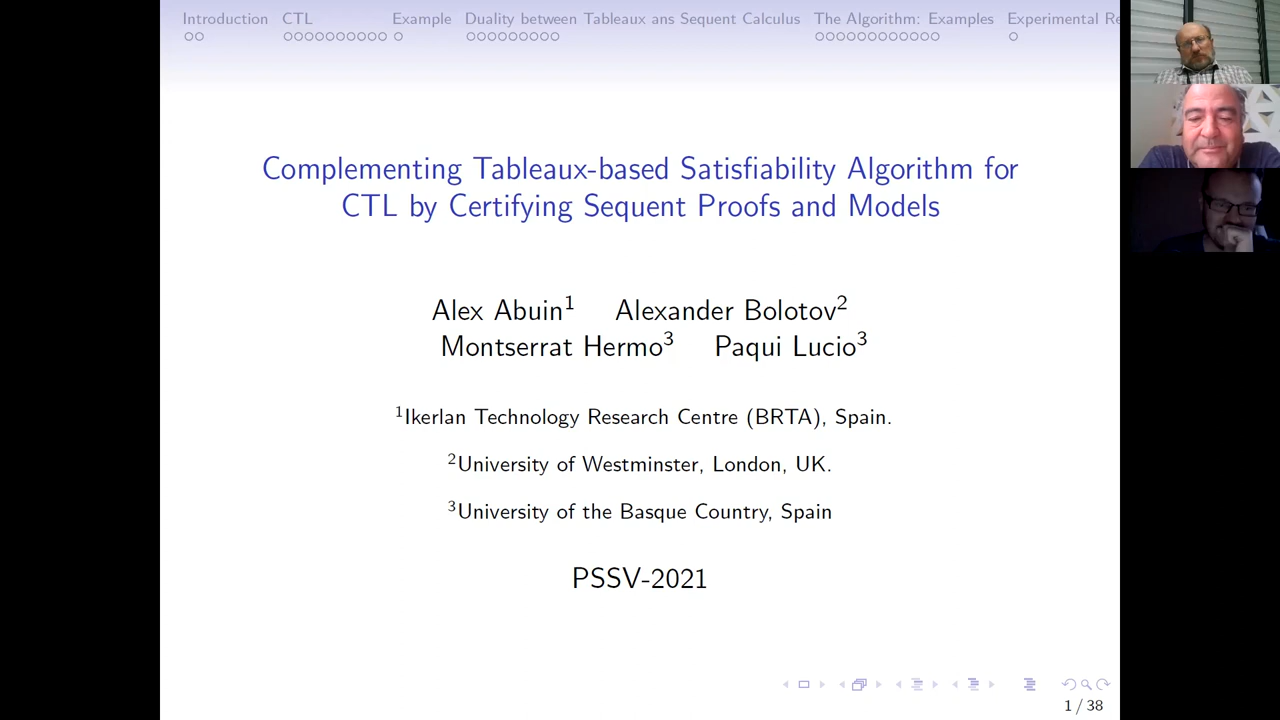 Introduction CTL Example Duality between Tableaux ans Sequent Calculus The Algorithm: Examples Experimental Re
Complementing Tableaux-based Satisfiability Algorithm for
CTL by Certifying Sequent Proofs and Models
Alex Abuin¹ Alexander Bolotov²
Montserrat Hermo³ Paqui Lucio³
¹Ikerlan Technology Research Centre (BRTA), Spain.
²University of Westminster, London, UK.
³University of the Basque Country, Spain
PSSV-2021
1 / 38